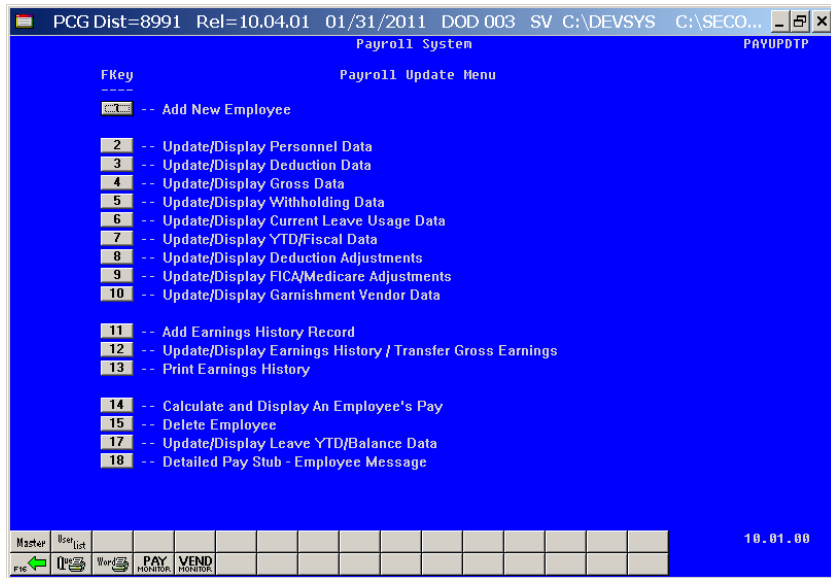 PCG Dist=8991 Rel=10.04.01 01/31/2011 DOD 003 SV C:\DEVSYS C:\SECO...
Payroll System PAYUPDTP
FKey Payroll Update Menu
----
1 -- Add New Employee
2 -- Update/Display Personnel Data
3 -- Update/Display Deduction Data
4 -- Update/Display Gross Data
5 -- Update/Display Withholding Data
6 -- Update/Display Current Leave Usage Data
7 -- Update/Display YTD/Fiscal Data
8 -- Update/Display Deduction Adjustments
9 -- Update/Display FICA/Medicare Adjustments
10 -- Update/Display Garnishment Vendor Data
11 -- Add Earnings History Record
12 -- Update/Display Earnings History / Transfer Gross Earnings
13 -- Print Earnings History
14 -- Calculate and Display An Employee's Pay
15 -- Delete Employee
17 -- Update/Display Leave YTD/Balance Data
18 -- Detailed Pay Stub - Employee Message
Master User List 10.01.00
F16 Que Word PAY MONITOR VEND MONITOR